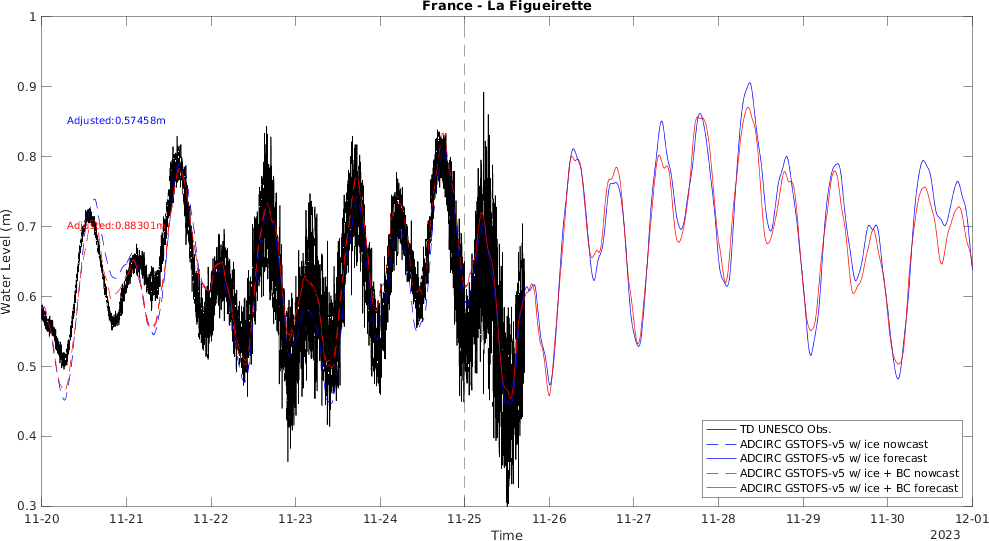 France - La Figueirette
1
0.9
0.8
0.7
0.6
0.5
0.4
0.3
Water Level (m)
Adjusted:0.57458m
Adjusted:0.88301m
TD UNESCO Obs.
ADCIRC GSTOFS-v5 w/ ice nowcast
ADCIRC GSTOFS-v5 w/ ice forecast
ADCIRC GSTOFS-v5 w/ ice + BC nowcast
ADCIRC GSTOFS-v5 w/ ice + BC forecast
11-20 11-21 11-22 11-23 11-24 11-25 11-26 11-27 11-28 11-29 11-30 12-01
Time
2023